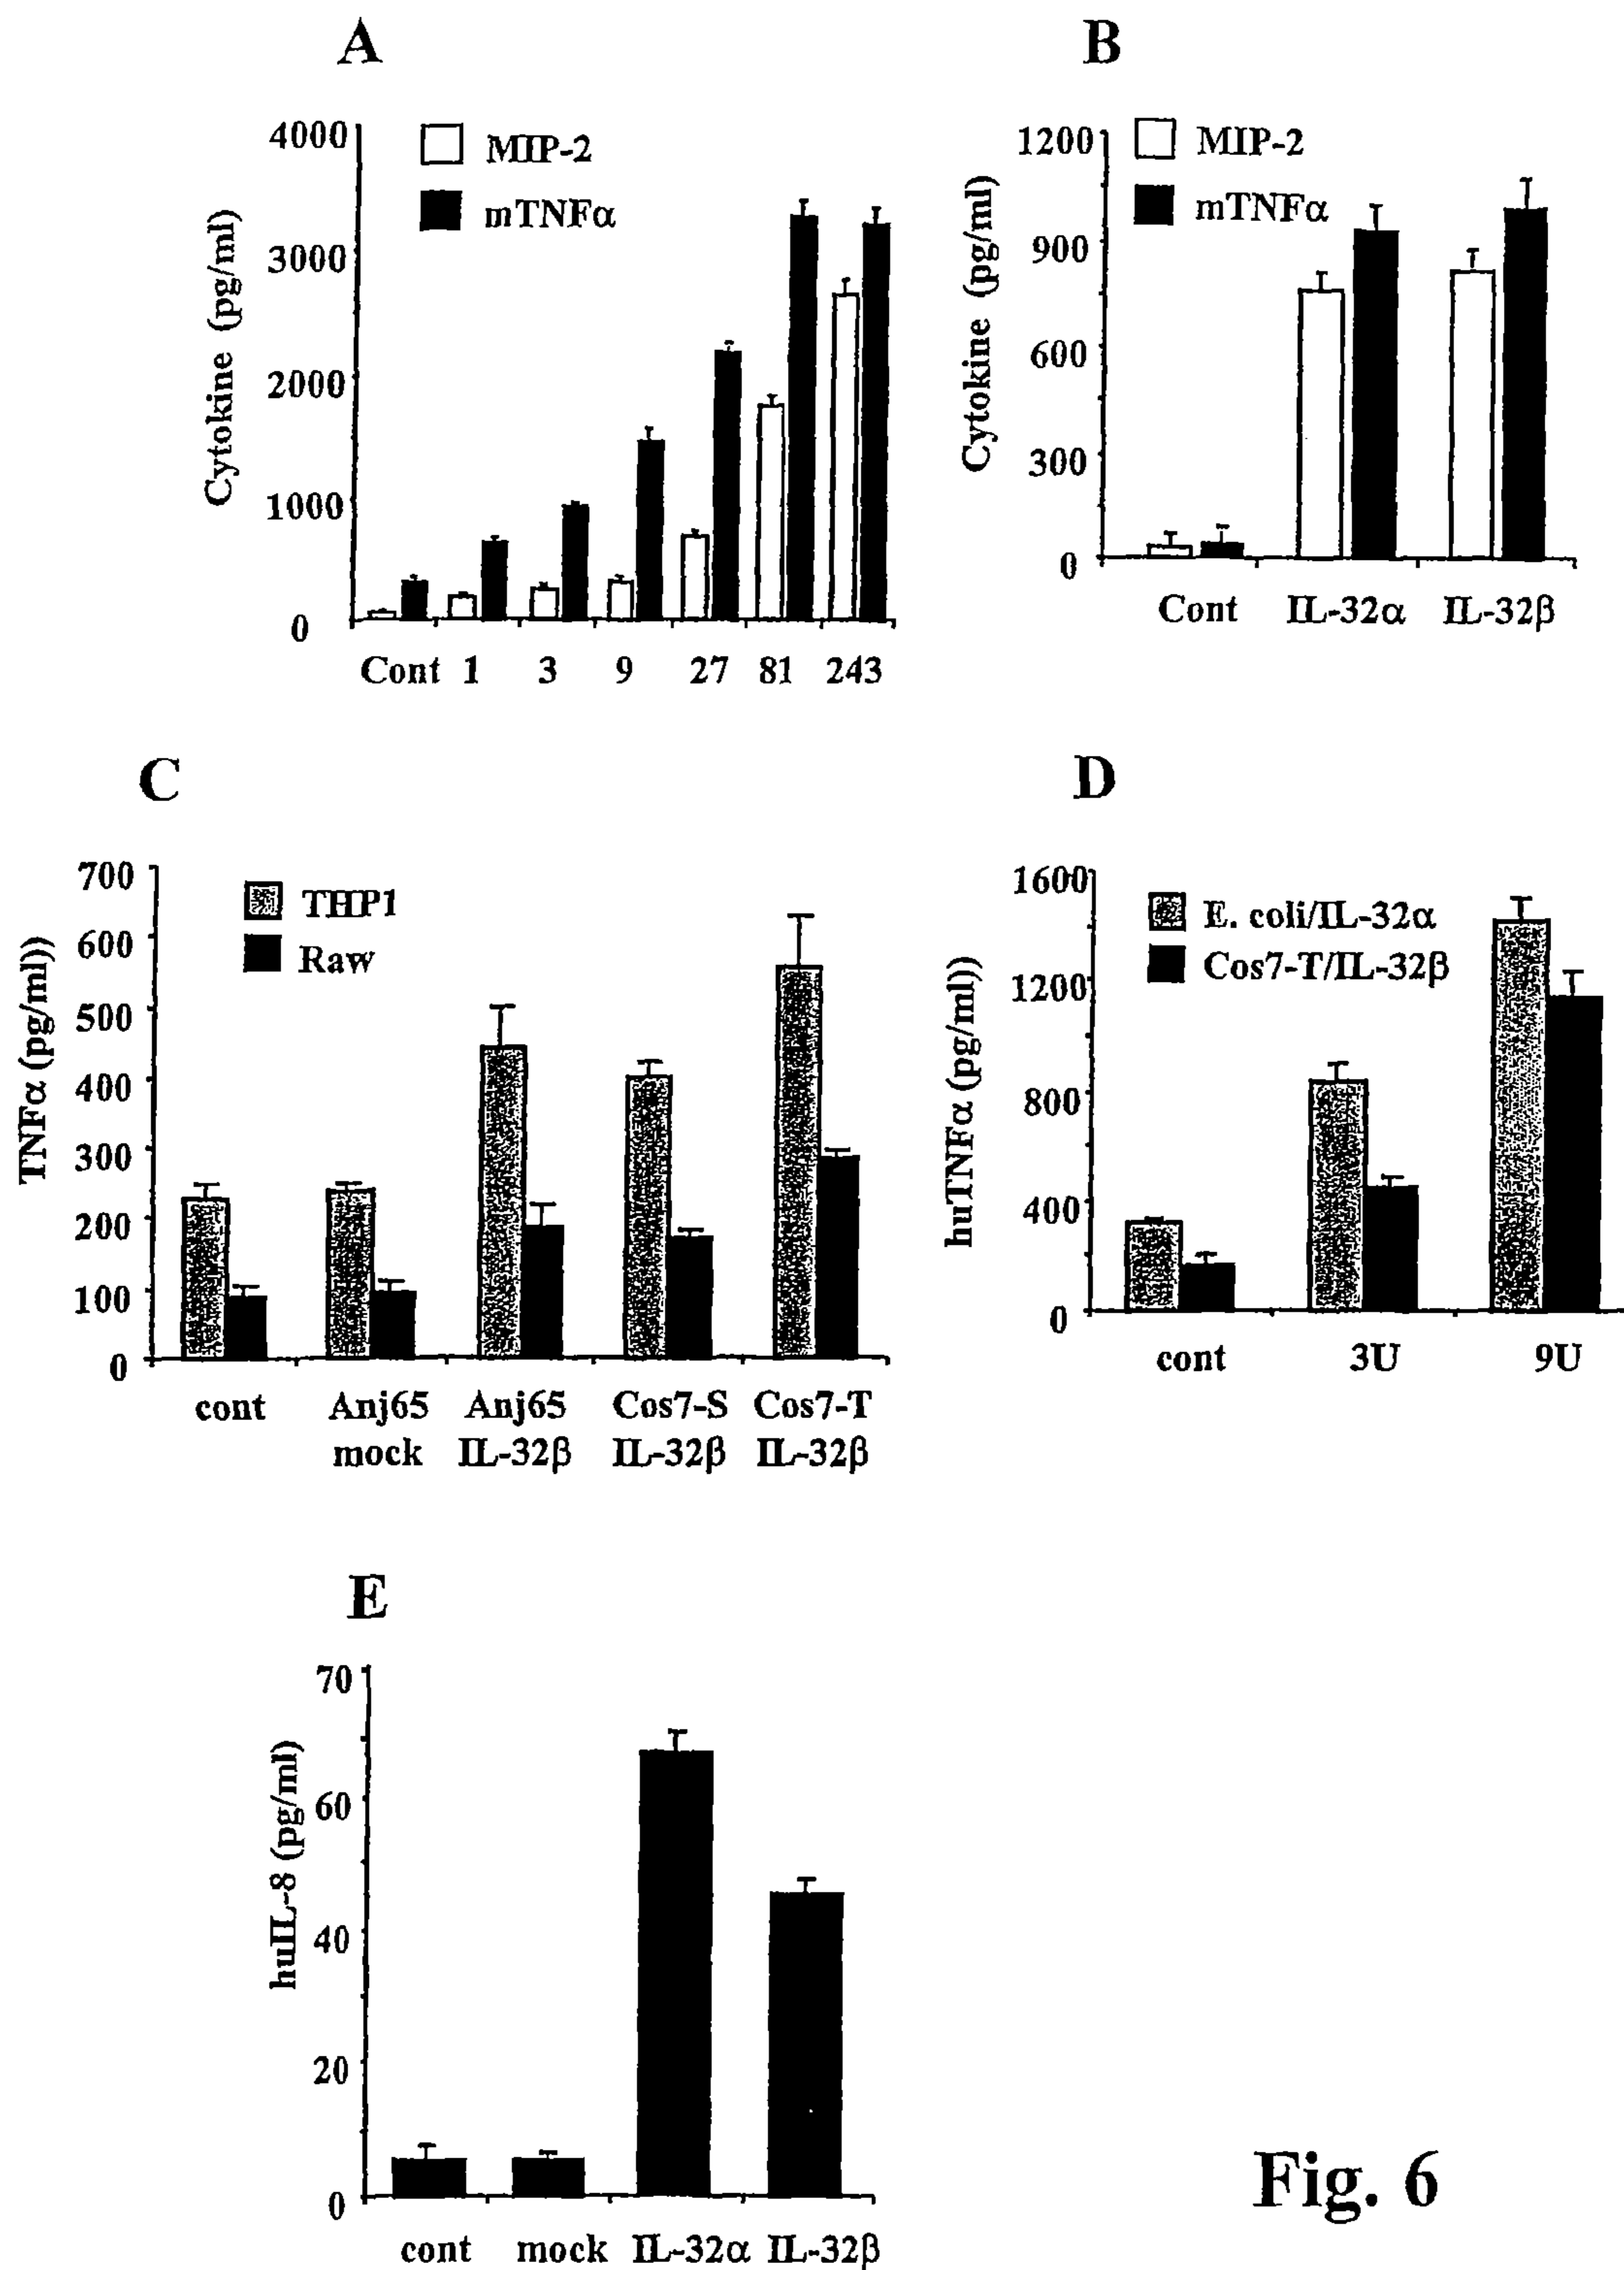 A
4000
3000
2000
1000
0
Cytokine (pg/ml)
MIP-2
mTNFα
Cont 1 3 9 27 81 243
B
1200
900
600
300
0
Cytokine (pg/ml)
MIP-2
mTNFα
Cont IL-32α IL-32β
C
700
600
500
400
300
200
100
0
TNFα (pg/ml))
THP1
Raw
cont Anj65 Anj65 Cos7-S Cos7-T
mock IL-32β IL-32β IL-32β
D
1600
1200
800
400
0
huTNFα (pg/ml))
E. coli/IL-32α
Cos7-T/IL-32β
cont 3U 9U
E
70
60
40
20
0
huIL-8 (pg/ml)
cont mock IL-32α IL-32β
Fig. 6